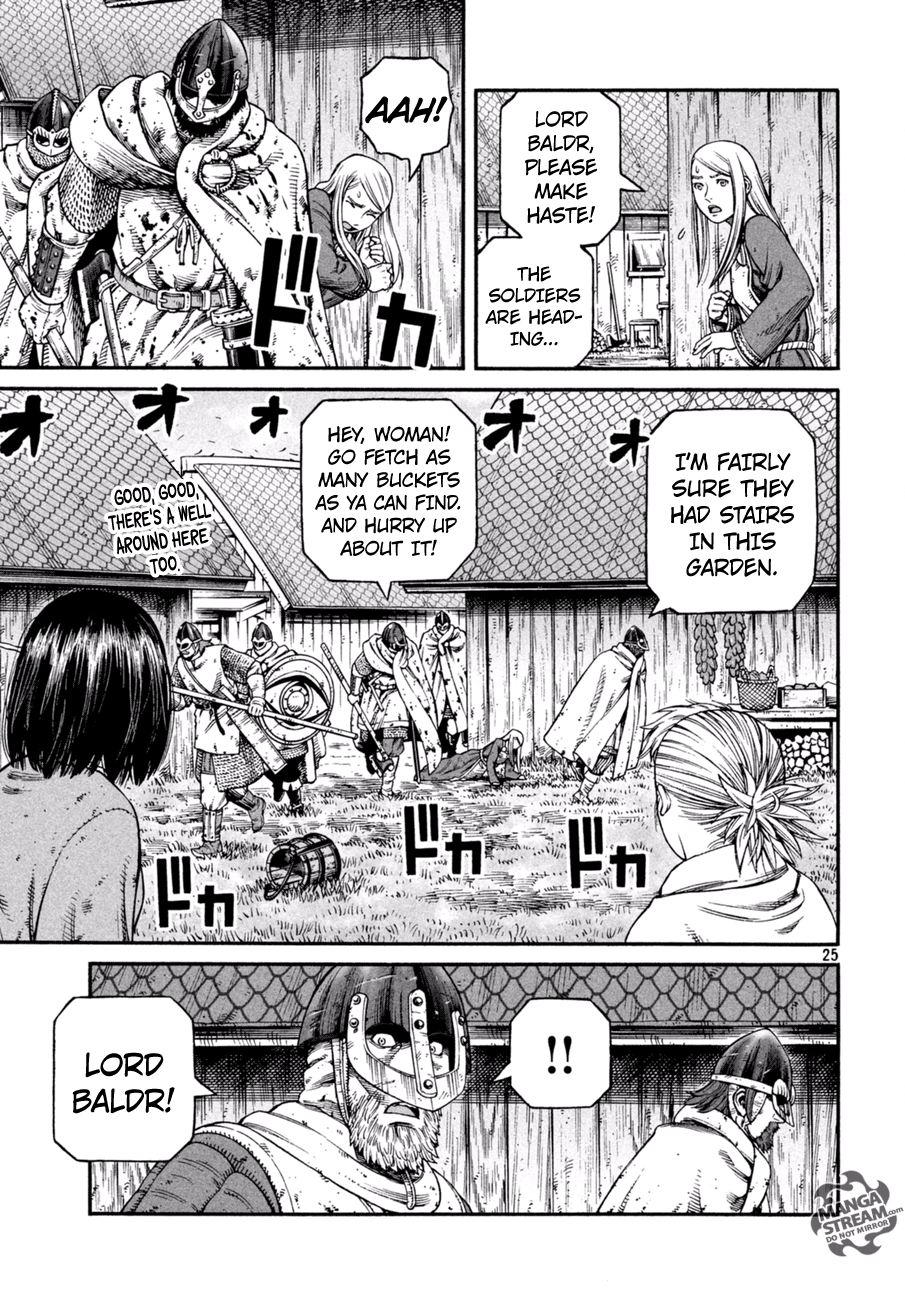 LORD
BALDR,
PLEASE
MAKE
HASTE!
THE
SOLDIERS
ARE HEAD-
ING...
AAH!
ドカ
I'M FAIRLY
SURE THEY
HAD STAIRS
IN THIS
GARDEN.
HEY, WOMAN!
GO FETCH AS
MANY BUCKETS
AS YA CAN FIND.
AND HURRY UP
ABOUT IT!
GOOD, GOOD,
THERE'S A WELL
AROUND HERE
TOO.
オ
オ
オ
オ
オ
ドカ
ドカ
ドカ
25
!!
LORD
BALDR!
MANGA
STREAM.com
DO NOT MIRROR